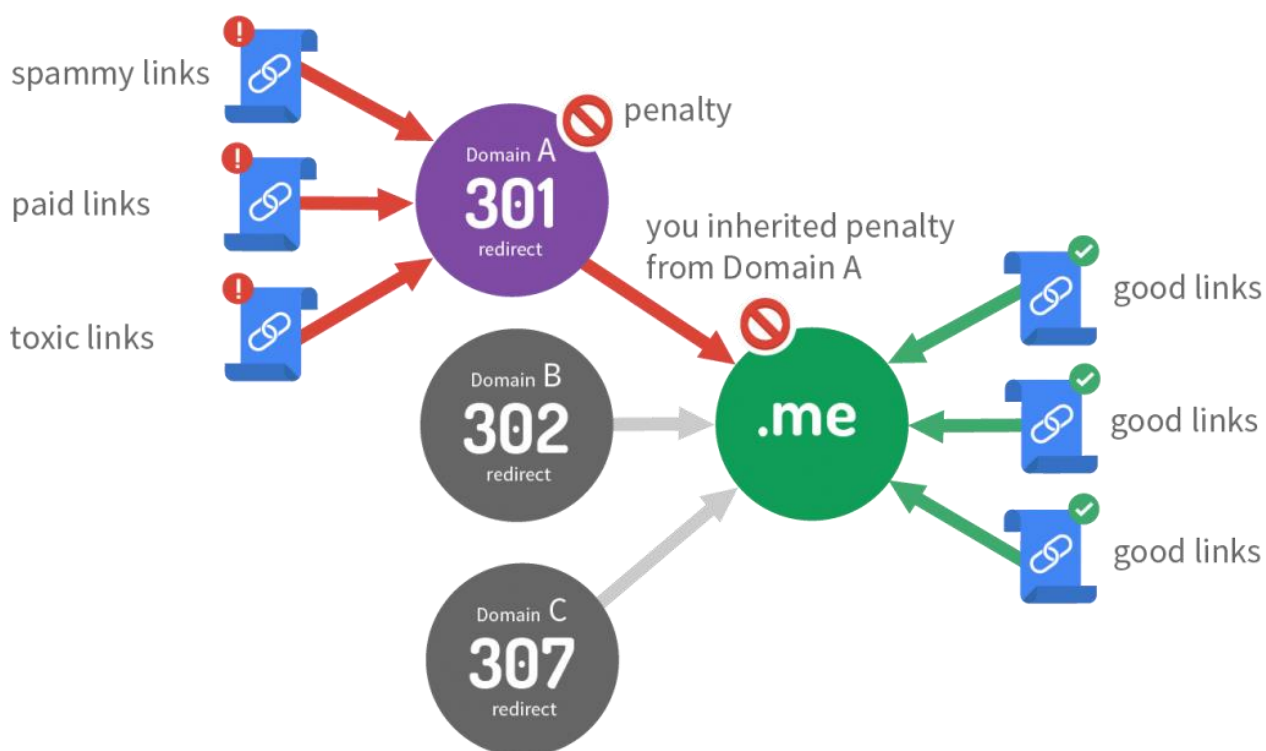 spammy links
paid links
toxic links
Domain A
301
redirect
penalty
you inherited penalty
from Domain A
Domain B
302
redirect
Domain C
307
redirect
.me
good links
good links
good links